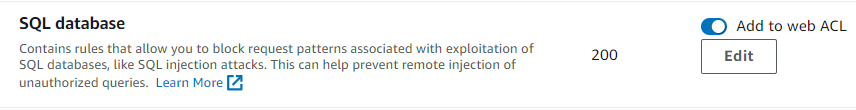 SQL database
Add to web ACL
Contains rules that allow you to block request patterns associated with exploitation of
SQL databases, like SQL injection attacks. This can help prevent remote injection of
unauthorized queries. Learn More
200
Edit